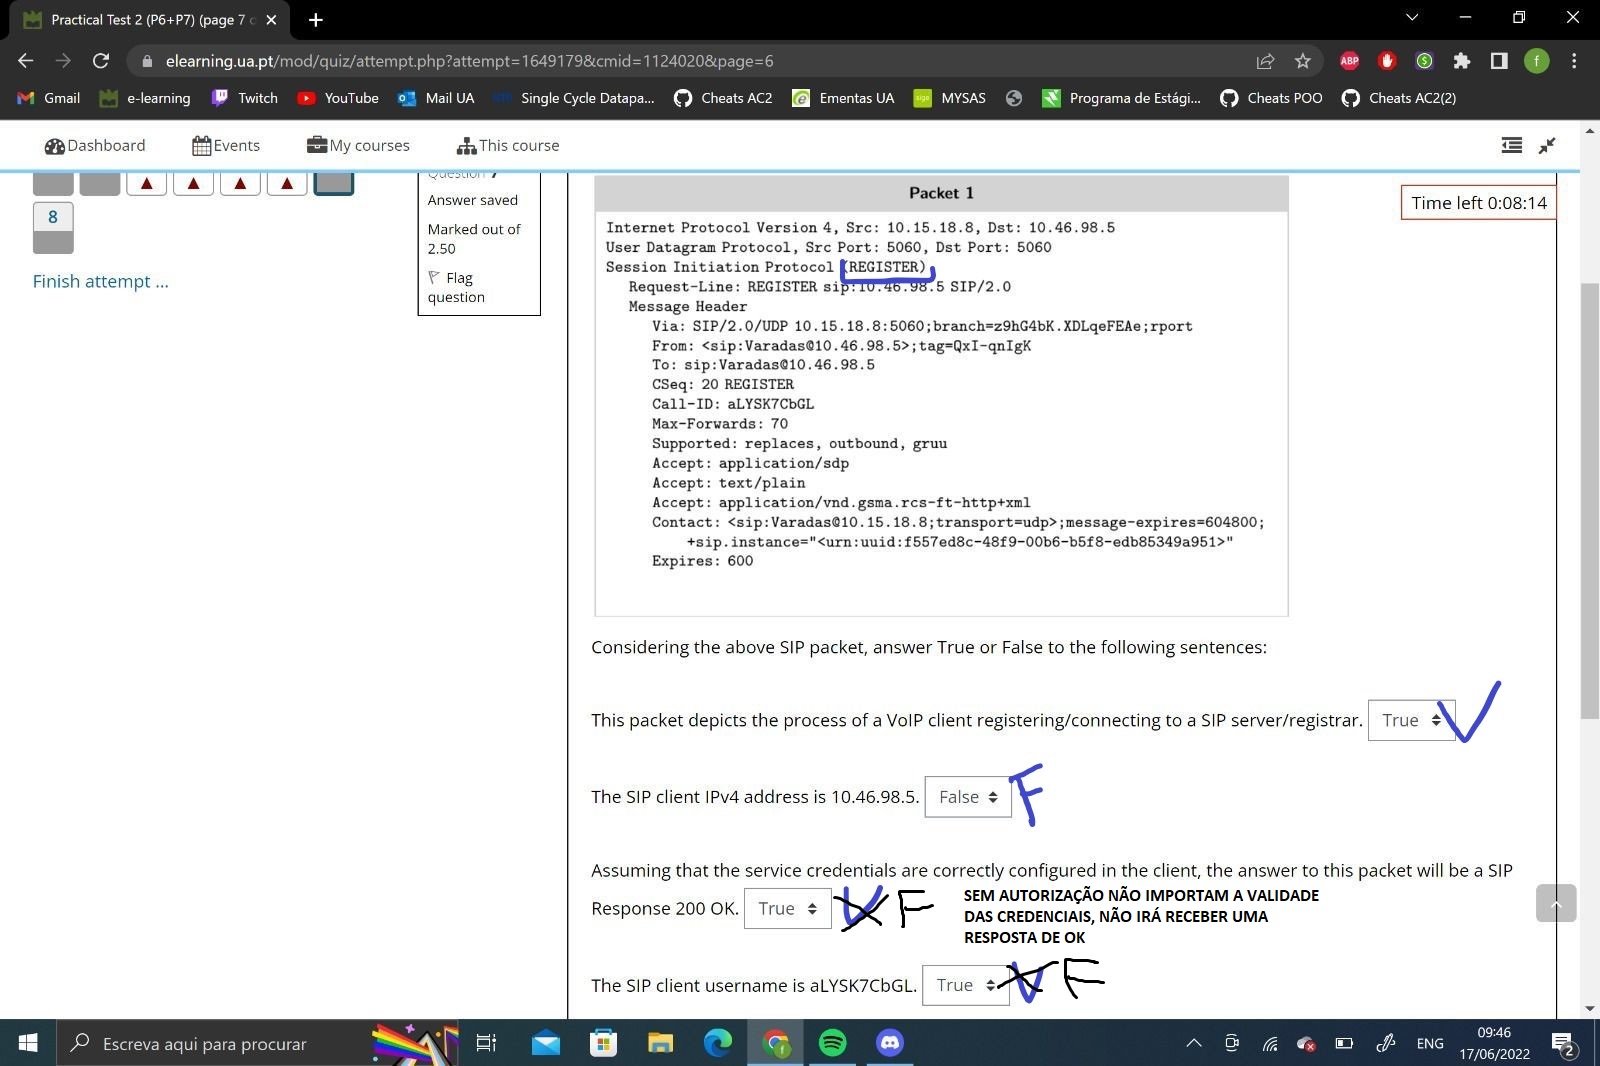 Practical Test 2 (P6+P7) (page 7
elearning.ua.pt/mod/quiz/attempt.php?attempt=1649179&cmid=1124020&page=6
ABP
f
Gmail
e-learning
Twitch
YouTube
Mail UA
Single Cycle Datapa...
Cheats AC2
Ementas UA
MYSAS
Programa de Estági...
Cheats POO
Cheats AC2(2)
Dashboard
Events
My courses
This course
8
Finish attempt ...
Question 7
Answer saved
Marked out of
2.50
Flag
question
Time left 0:08:14
Packet 1
Internet Protocol Version 4, Src: 10.15.18.8, Dst: 10.46.98.5
User Datagram Protocol, Src Port: 5060, Dst Port: 5060
Session Initiation Protocol (REGISTER)
Request-Line: REGISTER sip:10.46.98.5 SIP/2.0
Message Header
Via: SIP/2.0/UDP 10.15.18.8:5060;branch=z9hG4bK.XDLqeFEAe;rport
From: <sip:Varadas@10.46.98.5>;tag=QxI-qnIgK
To: sip:Varadas@10.46.98.5
CSeq: 20 REGISTER
Call-ID: aLYSK7CbGL
Max-Forwards: 70
Supported: replaces, outbound, gruu
Accept: application/sdp
Accept: text/plain
Accept: application/vnd.gsma.rcs-ft-http+xml
Contact: <sip:Varadas@10.15.18.8;transport=udp>;message-expires=604800;
+sip.instance="<urn:uuid:f557ed8c-48f9-00b6-b5f8-edb85349a951>"
Expires: 600
Considering the above SIP packet, answer True or False to the following sentences:
This packet depicts the process of a VoIP client registering/connecting to a SIP server/registrar. True V
The SIP client IPv4 address is 10.46.98.5. False F
Assuming that the service credentials are correctly configured in the client, the answer to this packet will be a SIP
Response 200 OK. True V F
SEM AUTORIZAÇÃO NÃO IMPORTAM A VALIDADE
DAS CREDENCIAIS, NÃO IRÁ RECEBER UMA
RESPOSTA DE OK
The SIP client username is aLYSK7CbGL. True V F
Escreva aqui para procurar
ENG
09:46
17/06/2022
2